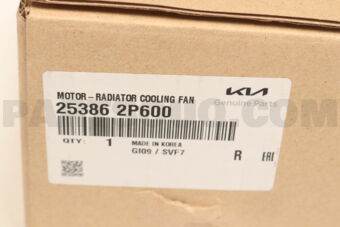 KIA
Genuine Parts
MOTOR-RADIATOR COOLING FAN
25386 2P600
QTY: 1 MADE IN KOREA
GI09 / SVF7
R EAC